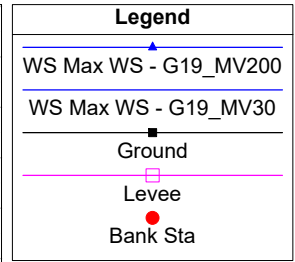 Legend
WS Max WS - G19_MV200
WS Max WS - G19_MV30
Ground
Levee
Bank Sta